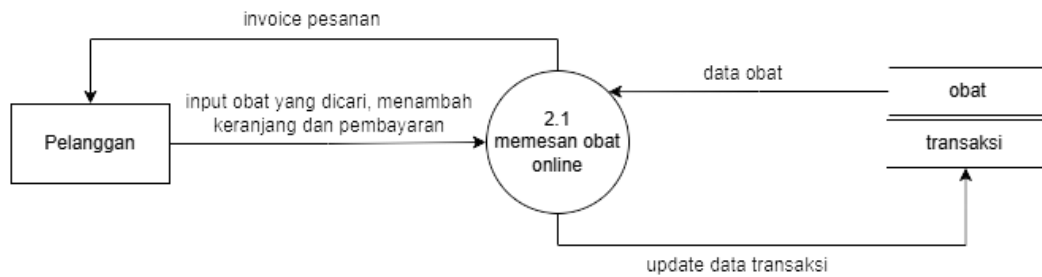 invoice pesanan
data obat
obat
input obat yang dicari, menambah
keranjang dan pembayaran
Pelanggan
2.1
memesan obat
online
transaksi
update data transaksi